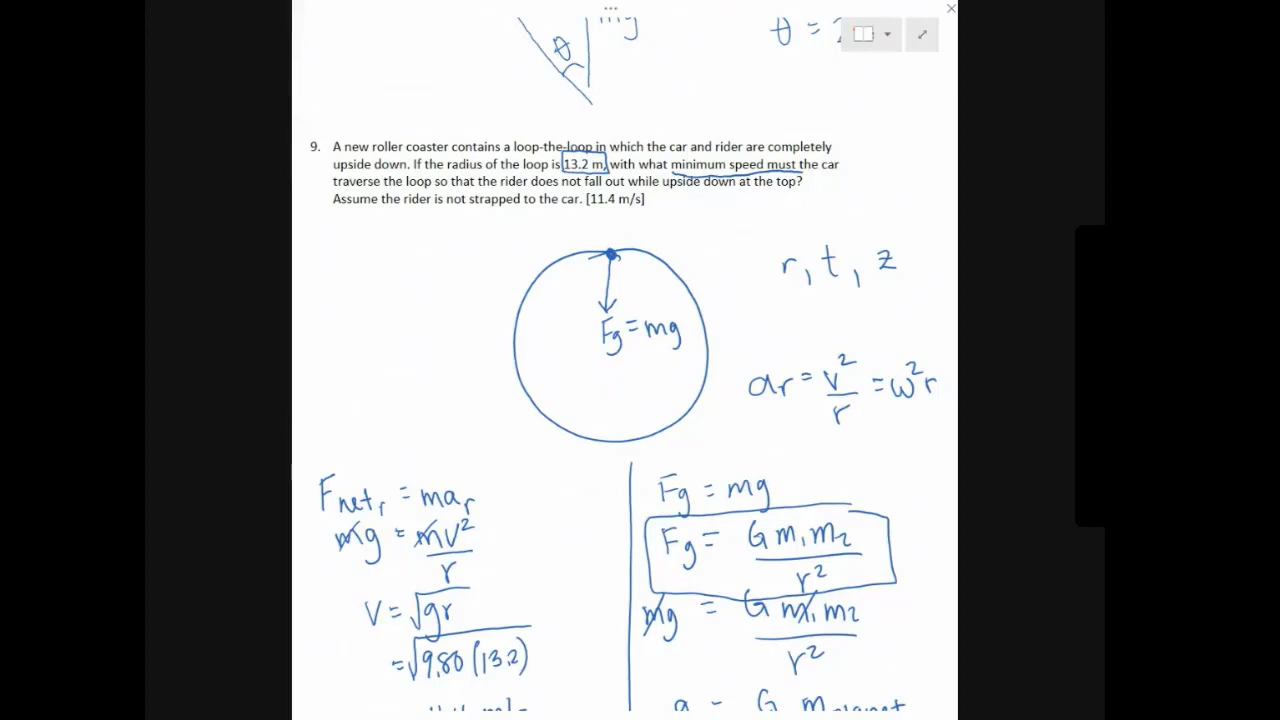 mg
θ
θ =
9. A new roller coaster contains a loop-the-loop in which the car and rider are completely
upside down. If the radius of the loop is 13.2 m, with what minimum speed must the car
traverse the loop so that the rider does not fall out while upside down at the top?
Assume the rider is not strapped to the car. [11.4 m/s]
r, t, z
Fg = mg
ar = v²/r = ω²r
Fnet r = mar
mg = mv²/r
v = √gr
= √9.80 (13.2)
Fg = mg
Fg = G m₁m₂/r²
mg = G m₁m₂/r²
g = G m